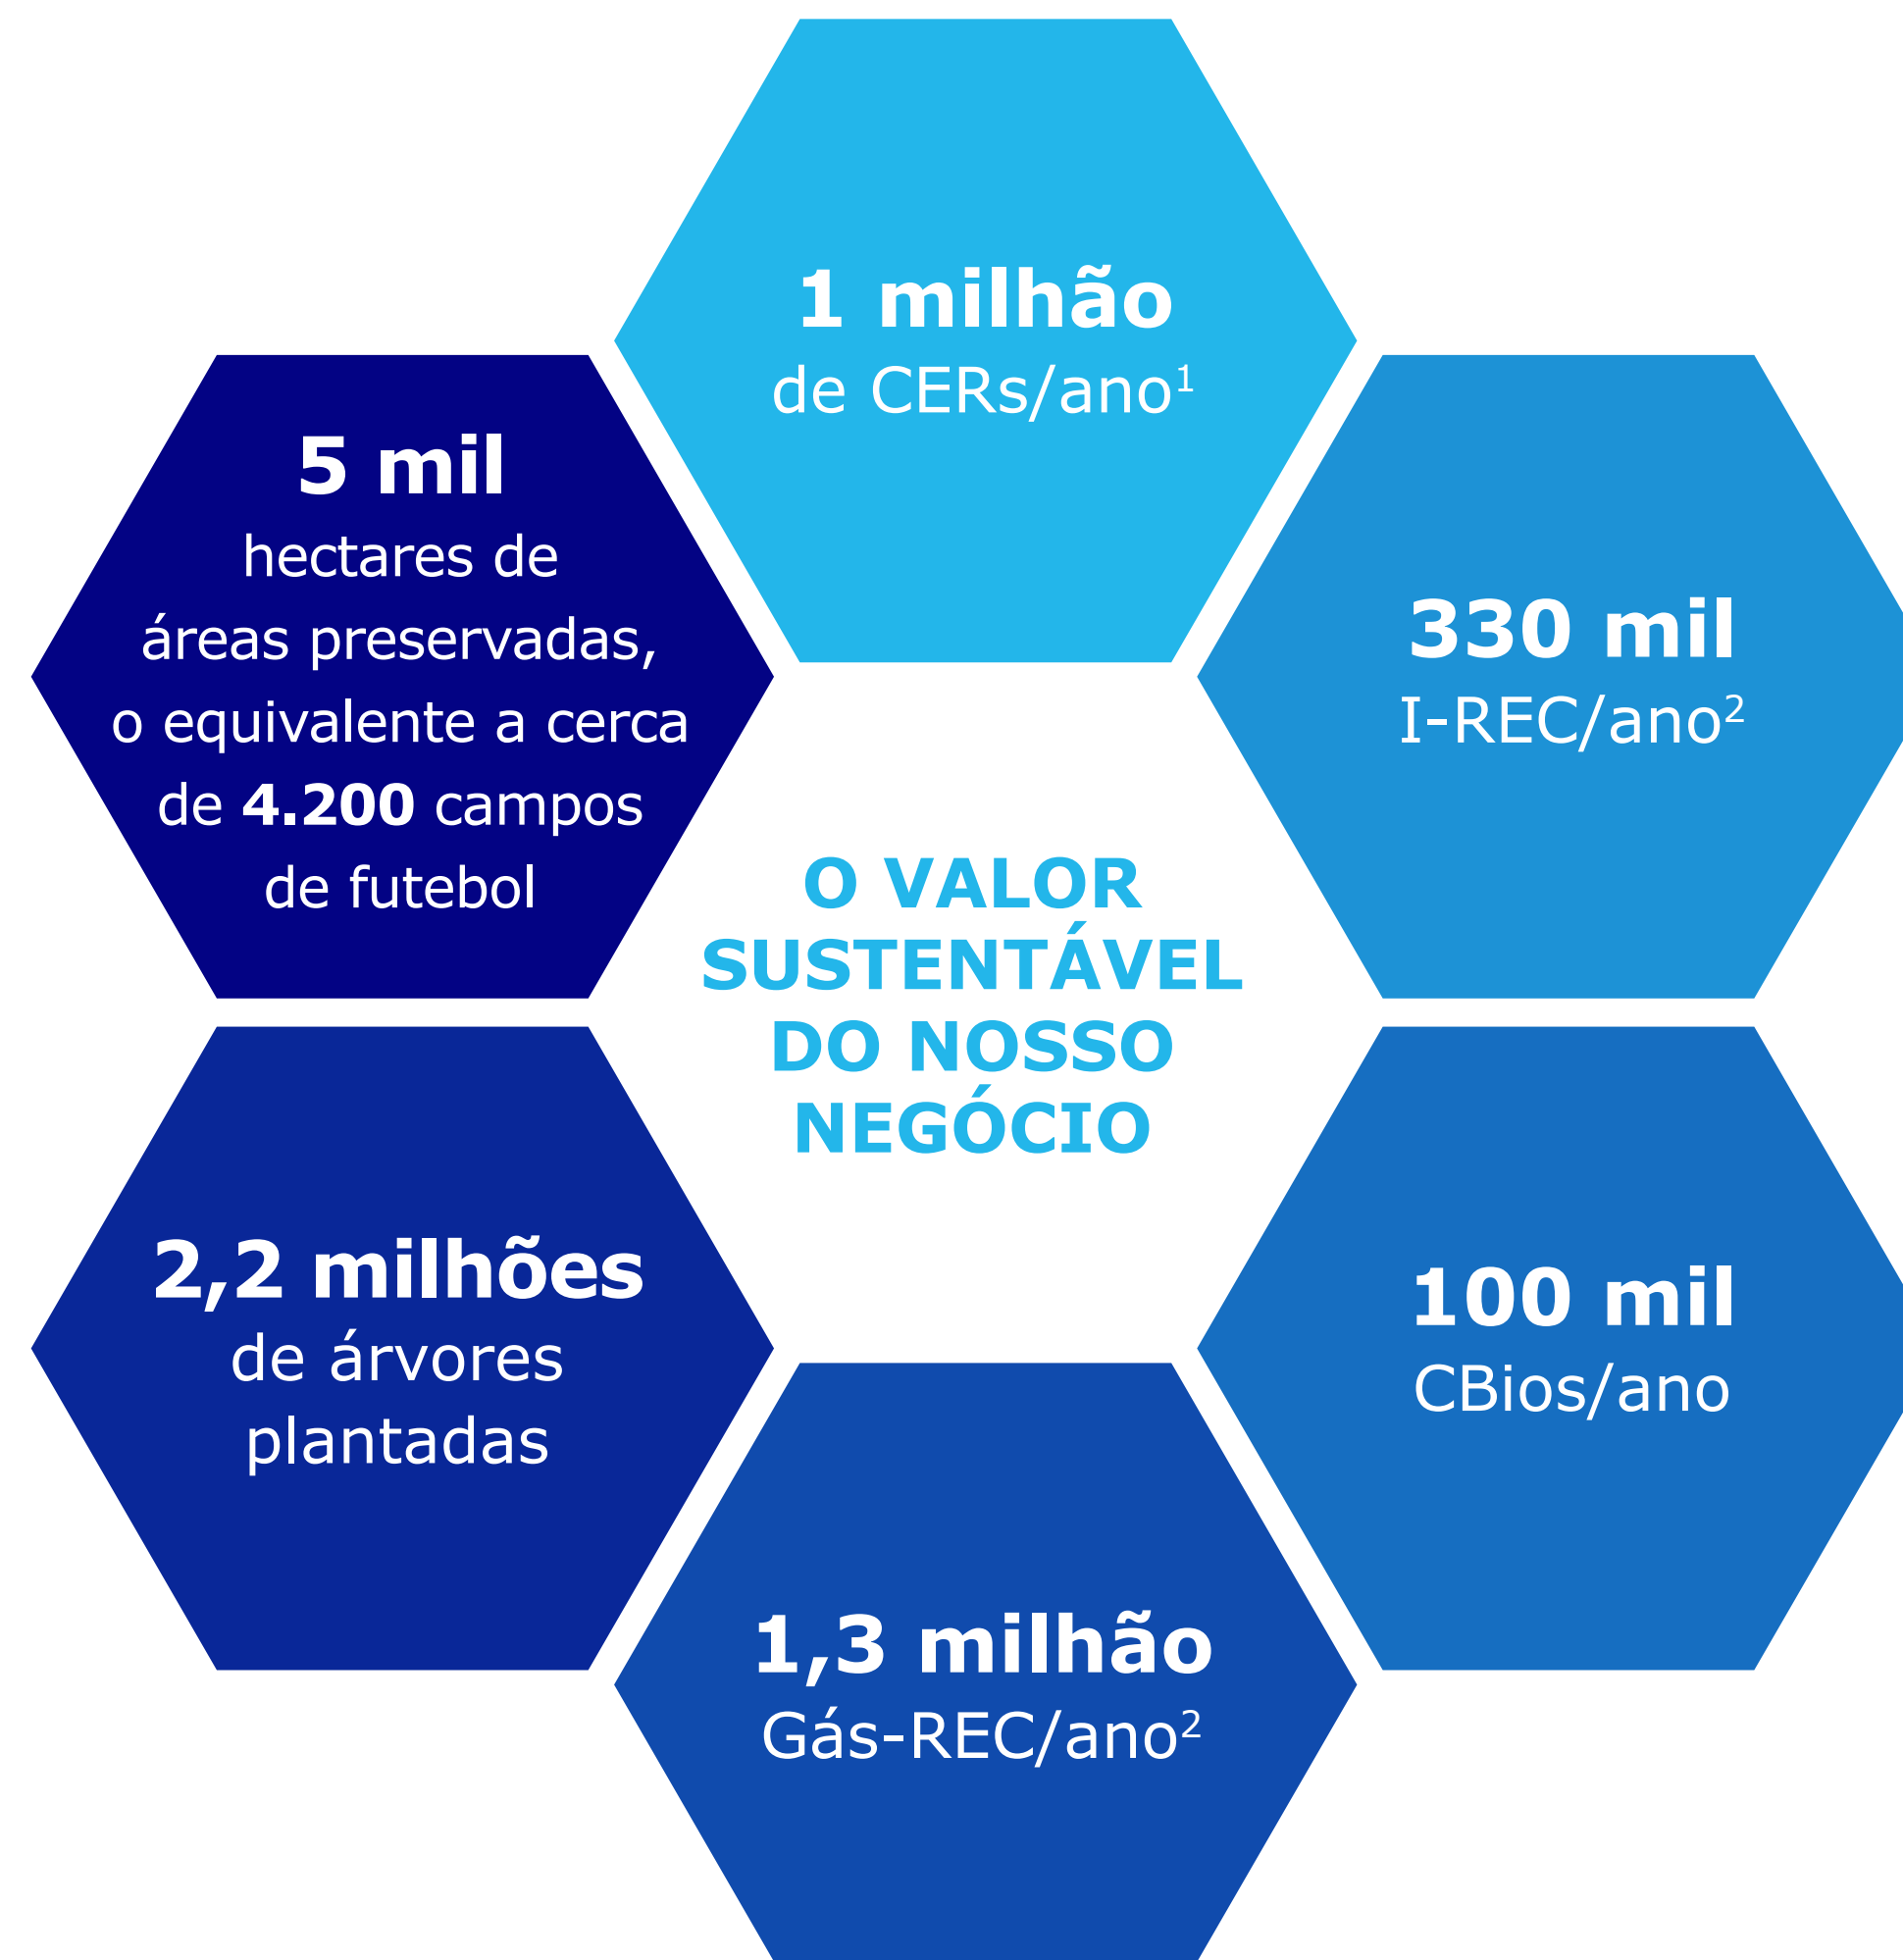 1 milhão
de CERs/ano¹
5 mil
hectares de
áreas preservadas,
o equivalente a cerca
de 4.200 campos
de futebol
330 mil
I-REC/ano²
O VALOR
SUSTENTÁVEL
DO NOSSO
NEGÓCIO
2,2 milhões
de árvores
plantadas
100 mil
CBios/ano
1,3 milhão
Gás-REC/ano²